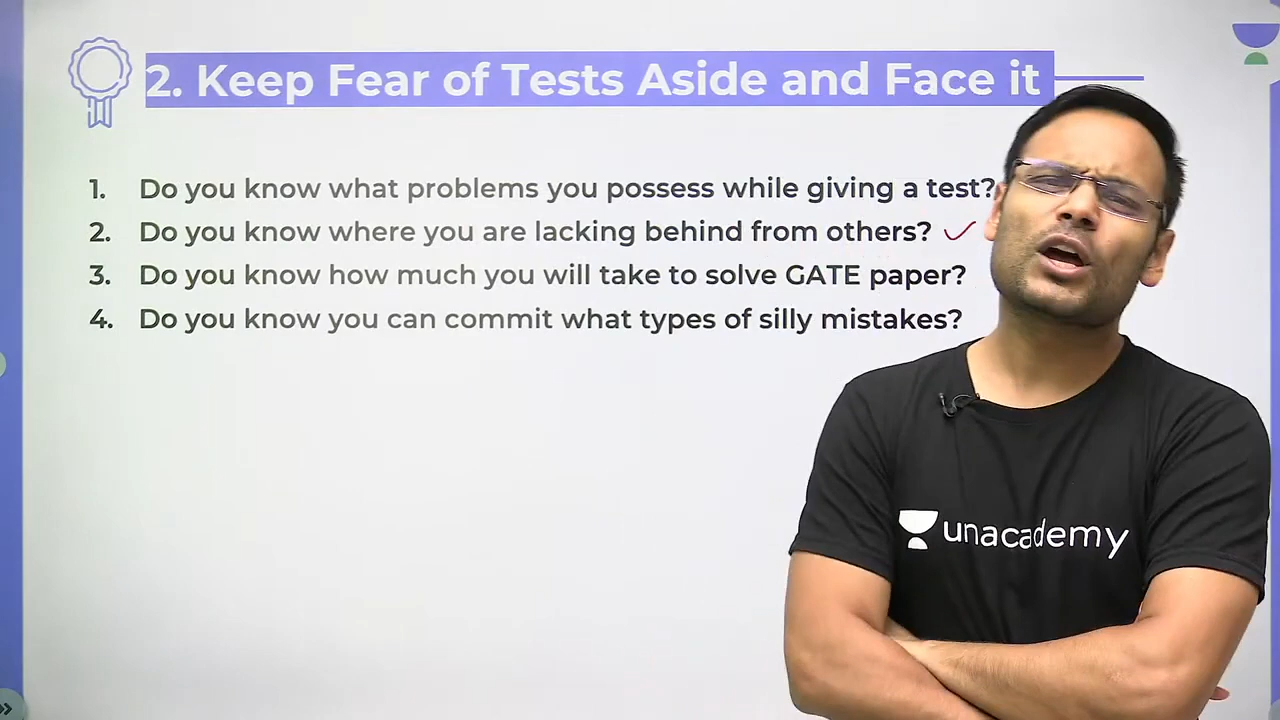 2. Keep Fear of Tests Aside and Face it
1. Do you know what problems you possess while giving a test?
2. Do you know where you are lacking behind from others?
3. Do you know how much you will take to solve GATE paper?
4. Do you know you can commit what types of silly mistakes?
unacademy